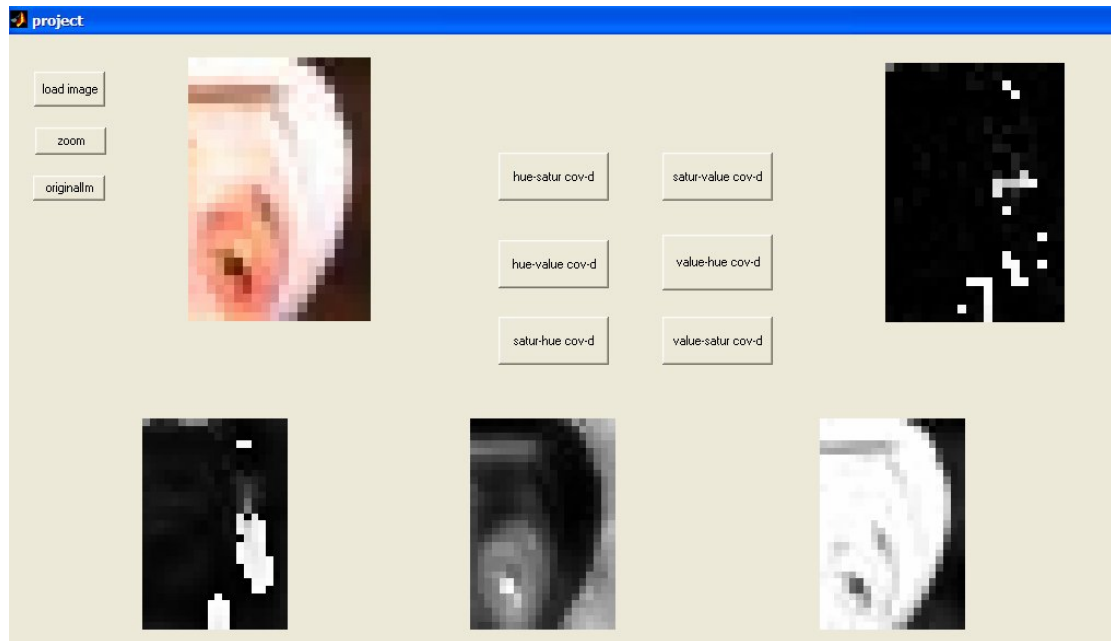 project
load image
zoom
originalIm
hue-satur cov-d
satur-value cov-d
hue-value cov-d
value-hue cov-d
satur-hue cov-d
value-satur cov-d